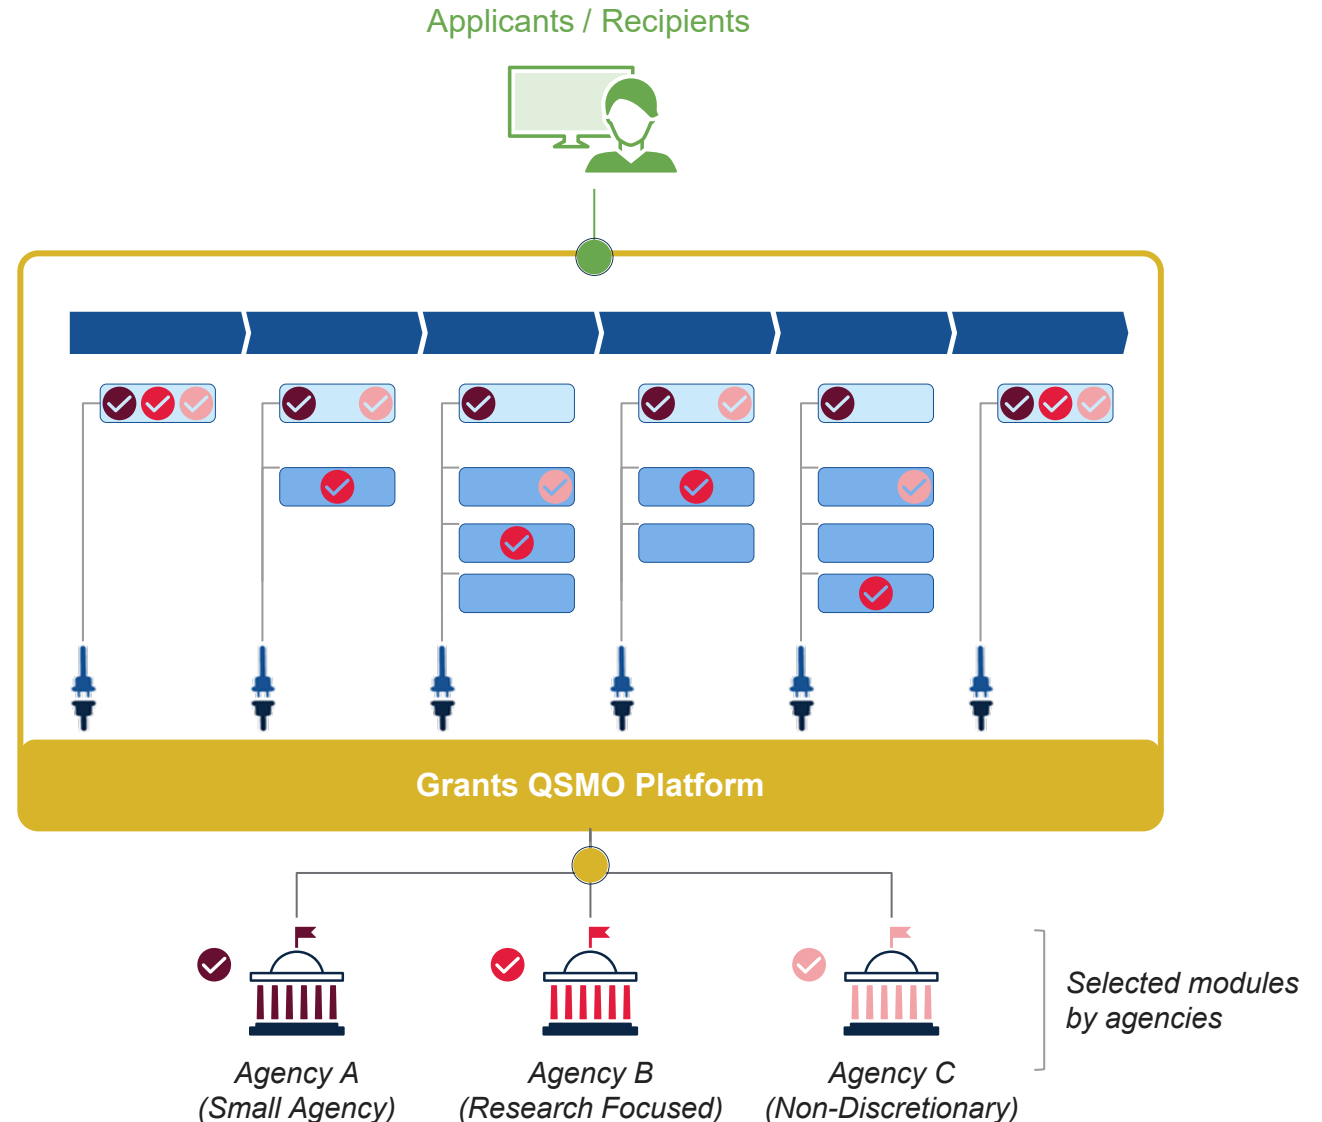 Applicants / Recipients
Grants QSMO Platform
Selected modules
by agencies
Agency A
(Small Agency)
Agency B
(Research Focused)
Agency C
(Non-Discretionary)